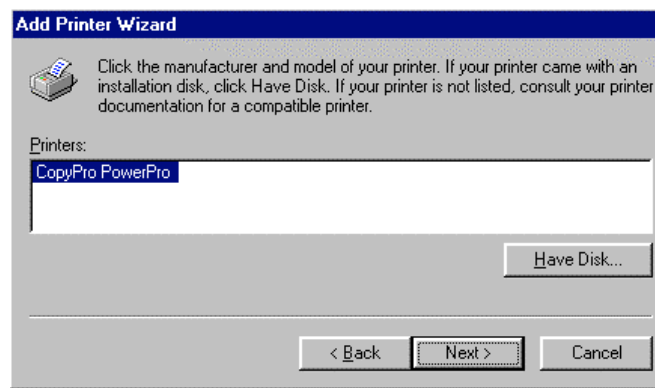 Add Printer Wizard
Click the manufacturer and model of your printer. If your printer came with an
installation disk, click Have Disk. If your printer is not listed, consult your printer
documentation for a compatible printer.
Printers:
CopyPro PowerPro
Have Disk...
< Back Next > Cancel